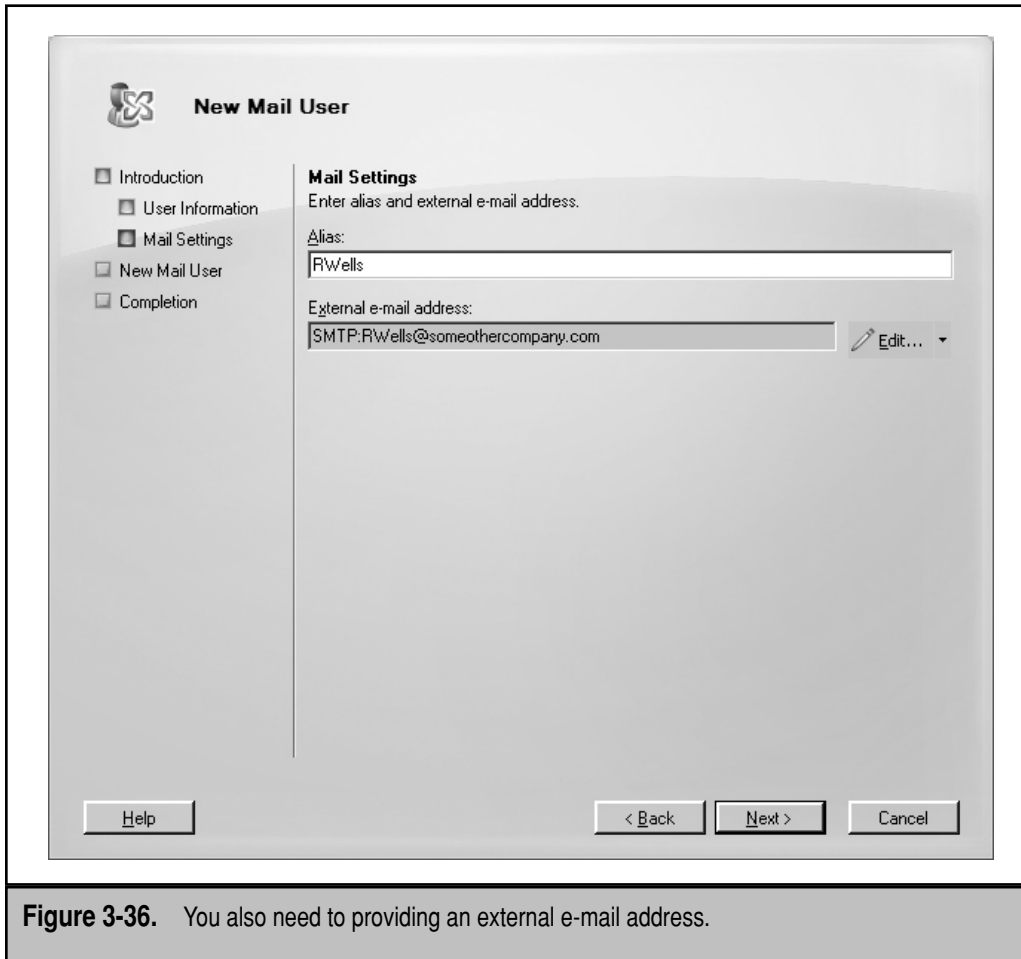 New Mail User
Introduction
User Information
Mail Settings
New Mail User
Completion
Mail Settings
Enter alias and external e-mail address.
Alias:
RWells
External e-mail address:
SMTP:RWells@someothercompany.com
Edit...
Help
< Back
Next >
Cancel
Figure 3-36. You also need to providing an external e-mail address.